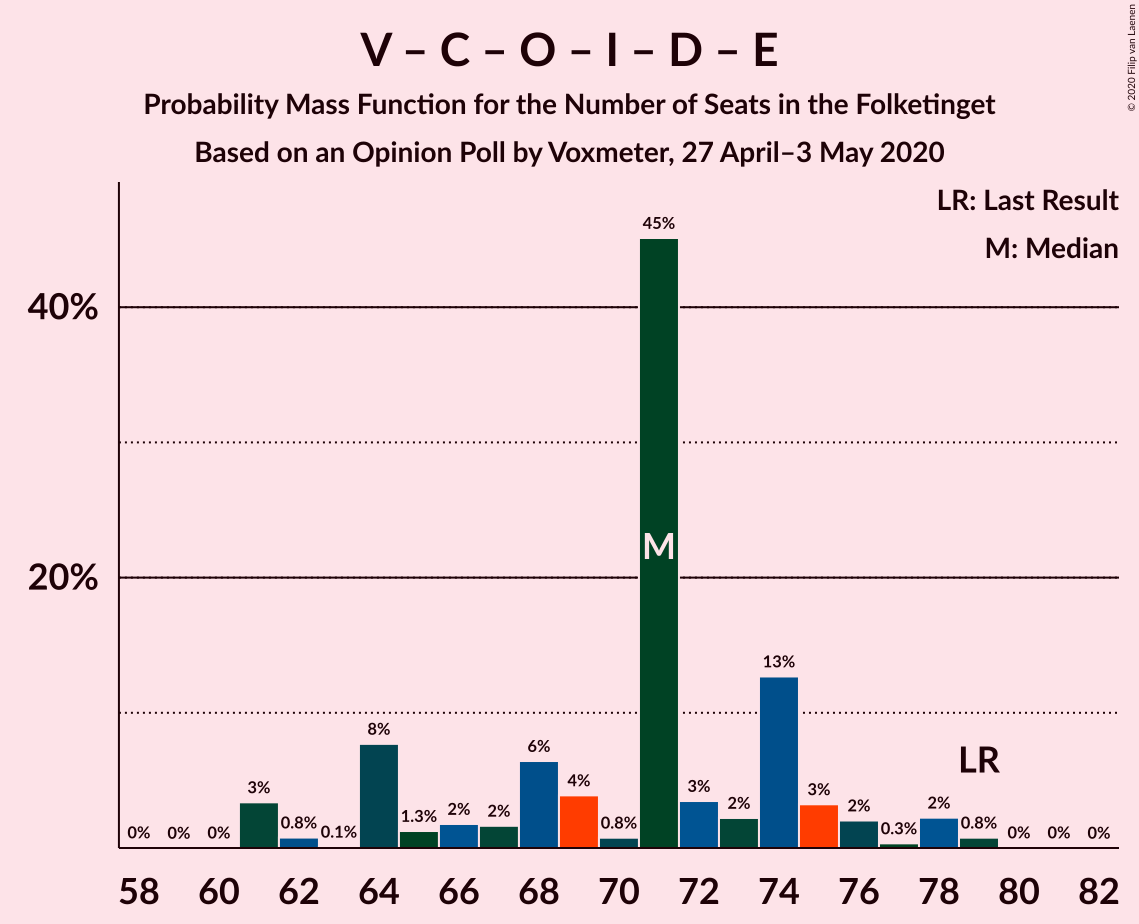 V – C – O – I – D – E
Probability Mass Function for the Number of Seats in the Folketinget
Based on an Opinion Poll by Voxmeter, 27 April–3 May 2020
© 2020 Filip van Laenen
LR: Last Result
M: Median
40%
20%
0% 0% 0% 3% 0.8% 0.1% 8% 1.3% 2% 2% 6% 4% 0.8% 45% 3% 2% 13% 3% 2% 0.3% 2% 0.8% 0% 0% 0%
M
LR
58 60 62 64 66 68 70 72 74 76 78 80 82